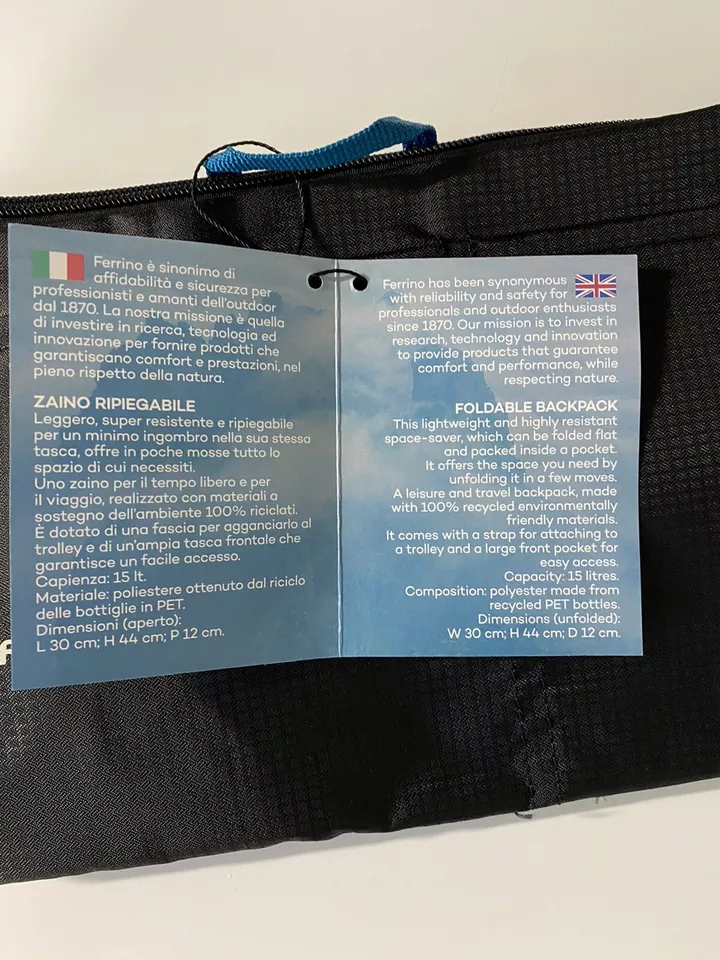 Ferrino è sinonimo di
affidabilità e sicurezza per
professionisti e amanti dell'outdoor
dal 1870. La nostra missione è quella
di investire in ricerca, tecnologia ed
innovazione per fornire prodotti che
garantiscano comfort e prestazioni, nel
pieno rispetto della natura.
ZAINO RIPIEGABILE
Leggero, super resistente e ripiegabile
per un minimo ingombro nella sua stessa
tasca, offre in poche mosse tutto lo
spazio di cui necessiti.
Uno zaino per il tempo libero e per
il viaggio, realizzato con materiali a
sostegno dell'ambiente 100% riciclati.
È dotato di una fascia per agganciarlo al
trolley e di un'ampia tasca frontale che
garantisce un facile accesso.
Capienza: 15 lt.
Materiale: poliestere ottenuto dal riciclo
delle bottiglie in PET.
Dimensioni (aperto):
L 30 cm; H 44 cm; P 12 cm.
Ferrino has been synonymous
with reliability and safety for
professionals and outdoor enthusiasts
since 1870. Our mission is to invest in
research, technology and innovation
to provide products that guarantee
comfort and performance, while
respecting nature.
FOLDABLE BACKPACK
This lightweight and highly resistant
space-saver, which can be folded flat
and packed inside a pocket.
It offers the space you need by
unfolding it in a few moves.
A leisure and travel backpack, made
with 100% recycled environmentally
friendly materials.
It comes with a strap for attaching to
a trolley and a large front pocket for
easy access.
Capacity: 15 litres.
Composition: polyester made from
recycled PET bottles.
Dimensions (unfolded):
W 30 cm; H 44 cm; D 12 cm.